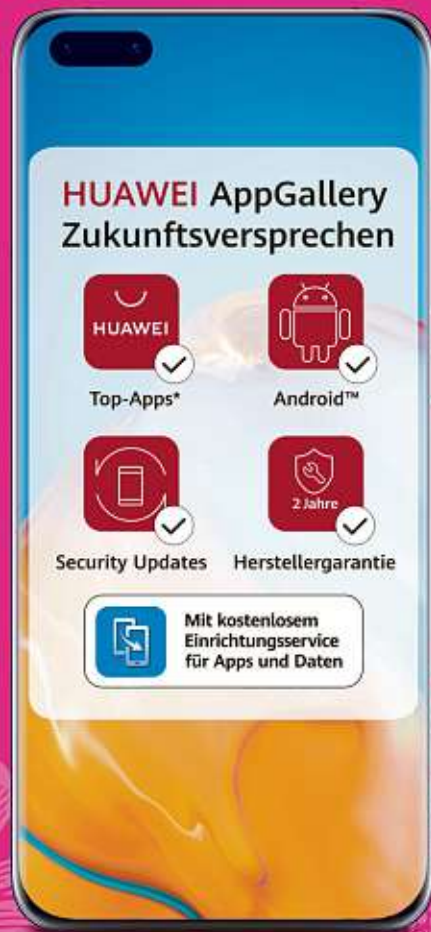 HUAWEI AppGallery
Zukunftsversprechen
HUAWEI
Top-Apps*
Android™
Security Updates
2 Jahre
Herstellergarantie
Mit kostenlosem
Einrichtungsservice
für Apps und Daten